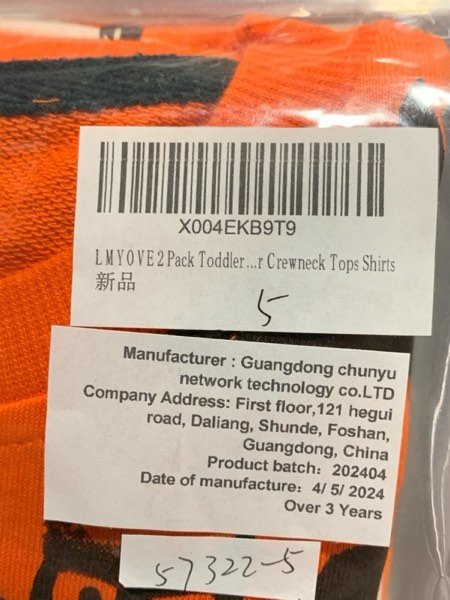 X004EKB9T9
LMYOVE 2 Pack Toddler...r Crewneck Tops Shirts
新品
5
Manufacturer : Guangdong chunyu
network technology co.LTD
Company Address: First floor,121 hegui
road, Daliang, Shunde, Foshan,
Guangdong, China
Product batch: 202404
Date of manufacture: 4/ 5/ 2024
Over 3 Years
57322-5